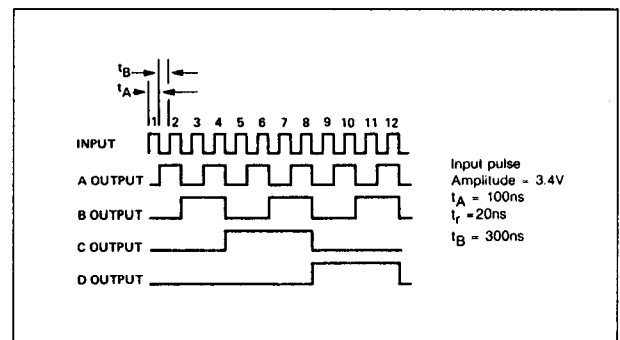 tB
tA
1 2 3 4 5 6 7 8 9 10 11 12
INPUT
A OUTPUT
B OUTPUT
C OUTPUT
D OUTPUT
Input pulse
Amplitude = 3.4V
tA = 100ns
tr = 20ns
tB = 300ns